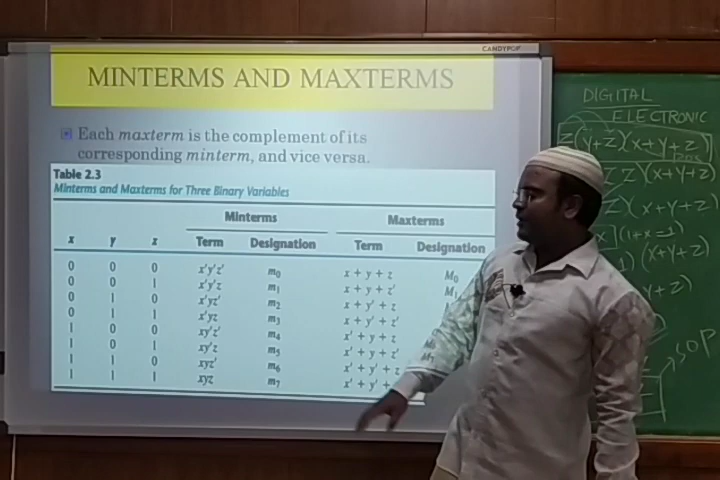 CANDYPOP
MINTERMS AND MAXTERMS
Each maxterm is the complement of its
corresponding minterm, and vice versa.
Table 2.3
Minterms and Maxterms for Three Binary Variables
Minterms Maxterms
x y z Term Designation Term Designation
0 0 0 x'y'z' m0 x + y + z M0
0 0 1 x'y'z m1 x + y + z' M1
0 1 0 x'yz' m2 x + y' + z
0 1 1 x'yz m3 x + y' + z'
1 0 0 xy'z' m4 x' + y + z
1 0 1 xy'z m5 x' + y + z'
1 1 0 xyz' m6 x' + y' + z
1 1 1 xyz m7 x' + y' +
DIGITAL
ELECTRONIC
(y+z)(x+y+z)
z)(x+y+z)
(x+y+z)
(1+x=1)
(x+y+z)
y+z)
SOP